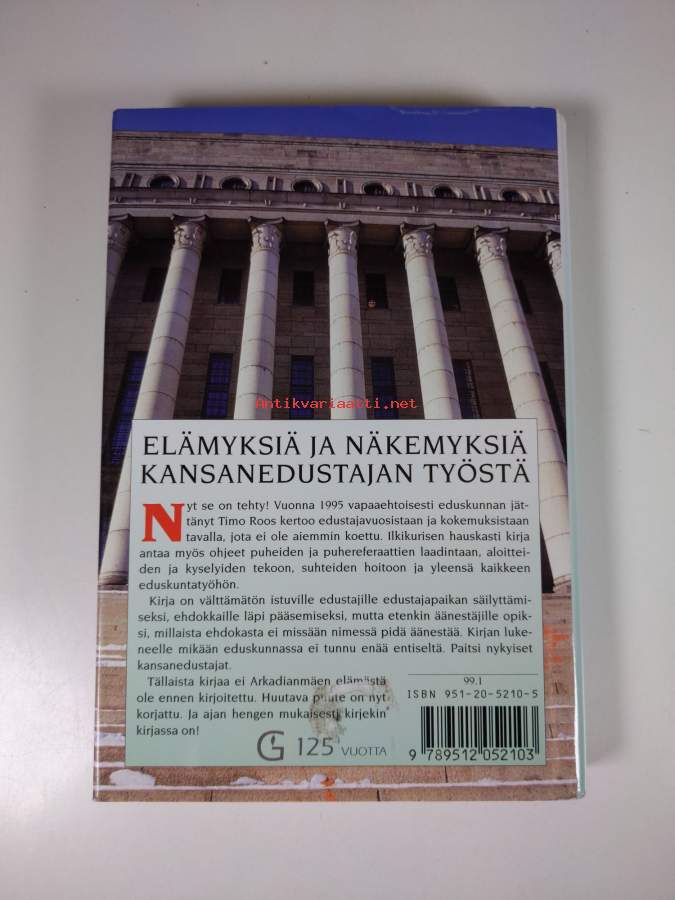 Antikvariaatti.net
ELÄMYKSIÄ JA NÄKEMYKSIÄ
KANSANEDUSTAJAN TYÖSTÄ
Nyt se on tehty! Vuonna 1995 vapaaehtoisesti eduskunnan jät-
tänyt Timo Roos kertoo edustajavuosistaan ja kokemuksistaan
tavalla, jota ei ole aiemmin koettu. Ilkikurisen hauskasti kirja
antaa myös ohjeet puheiden ja puhereferaattien laadintaan, aloittei-
den ja kyselyiden tekoon, suhteiden hoitoon ja yleensä kaikkeen
eduskuntatyöhön.
Kirja on välttämätön istuville edustajille edustajapaikan säilyttämi-
seksi, ehdokkaille läpi pääsemiseksi, mutta etenkin äänestäjille opik-
si, millaista ehdokasta ei missään nimessä pidä äänestää. Kirjan luke-
neelle mikään eduskunnassa ei tunnu enää entiseltä. Paitsi nykyiset
kansanedustajat.
Tällaista kirjaa ei Arkadianmäen elämästä
ole ennen kirjoitettu. Huutava puute on nyt
korjattu. Ja ajan hengen mukaisesti kirjekin
kirjassa on!
G 125 VUOTTA
99.1
ISBN 951-20-5210-5
9 789512 052103